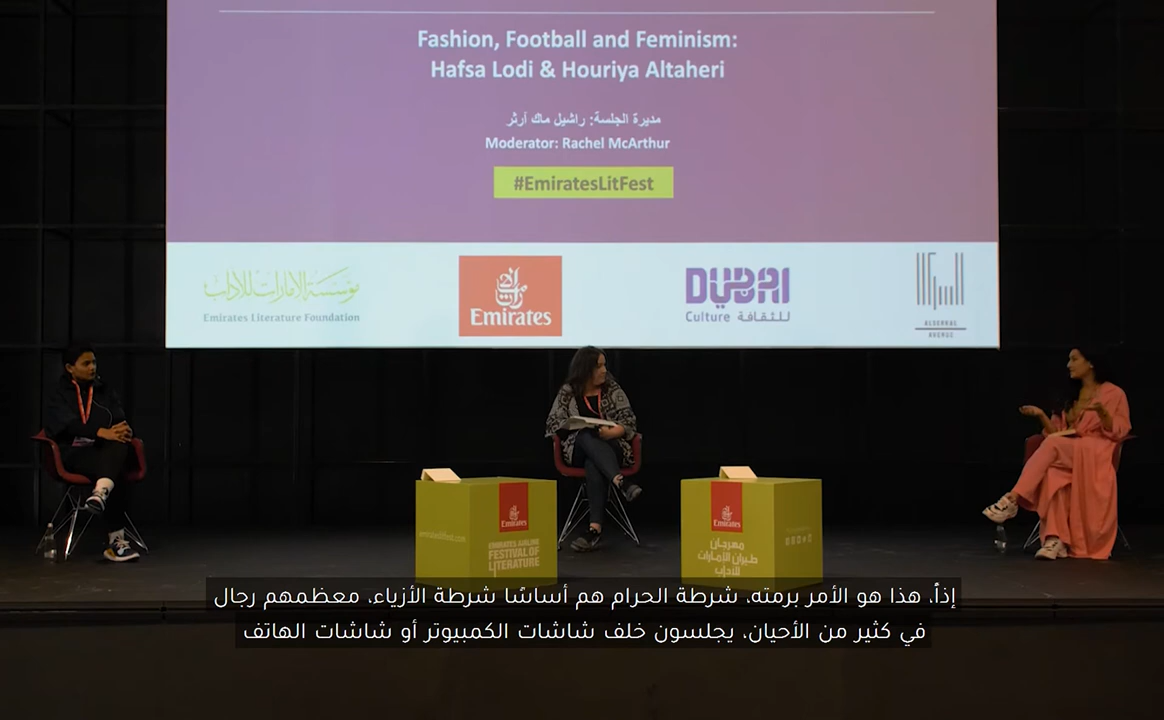 Fashion, Football and Feminism:
Hafsa Lodi & Houriya Altaheri
مديرة الجلسة: راشيل ماك آرثر
Moderator: Rachel McArthur
#EmiratesLitFest
مؤسسة الإمارات للآداب
Emirates Literature Foundation
Emirates
DUBAI
Culture للثقافة
ALSERKAL
AVENUE
Emirates
EMIRATES AIRLINE
FESTIVAL OF
LITERATURE
Emirates
مهرجان
طيران الإمارات
للآداب
إذاً، هذا هو الأمر برمته، شرطة الحرام هم أساسًا شرطة الأزياء، معظمهم رجال
في كثير من الأحيان، يجلسون خلف شاشات الكمبيوتر أو شاشات الهاتف